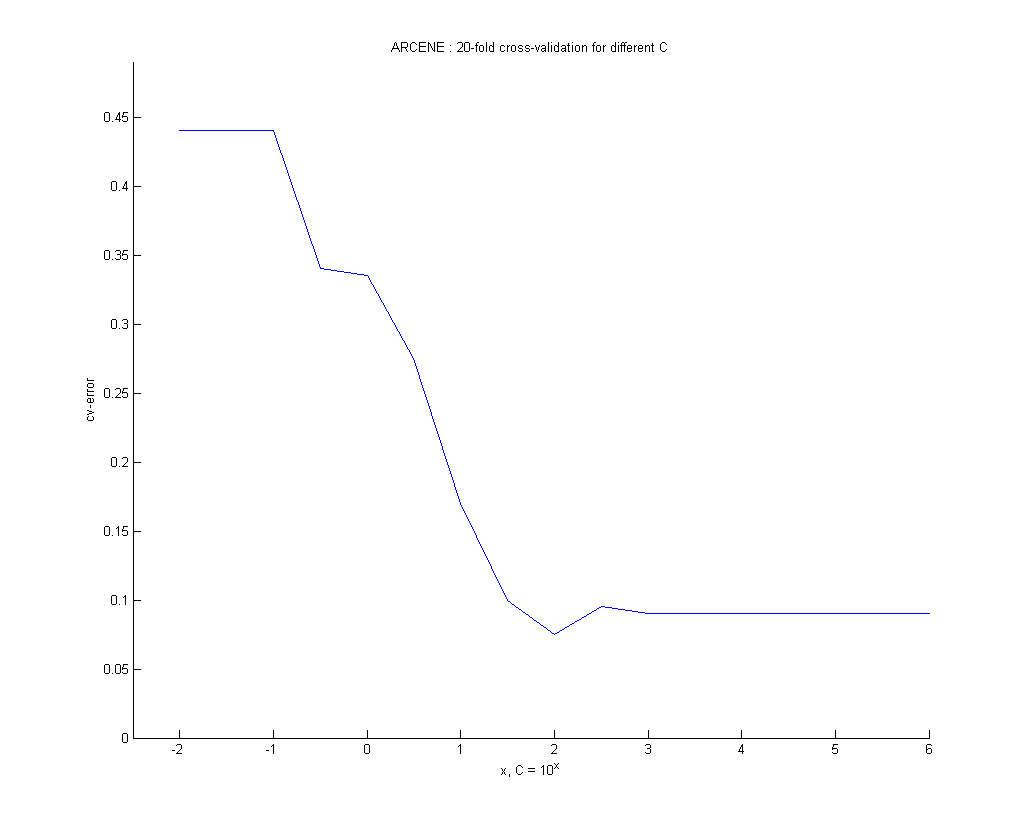 ARCENE : 20-fold cross-validation for different C
0.45
0.4
0.35
0.3
0.25
0.2
0.15
0.1
0.05
0
cv-error
-2 -1 0 1 2 3 4 5 6
x, C = 10^x